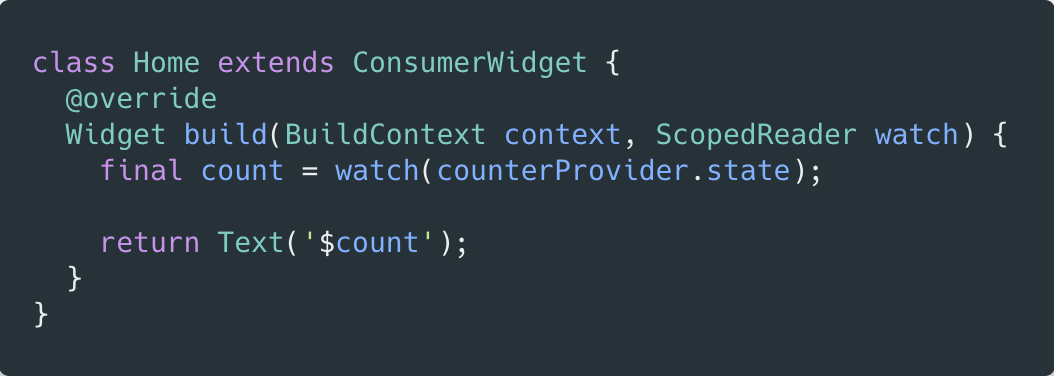 class Home extends ConsumerWidget {
  @override
  Widget build(BuildContext context, ScopedReader watch) {
    final count = watch(counterProvider.state);

    return Text('$count');
  }
}